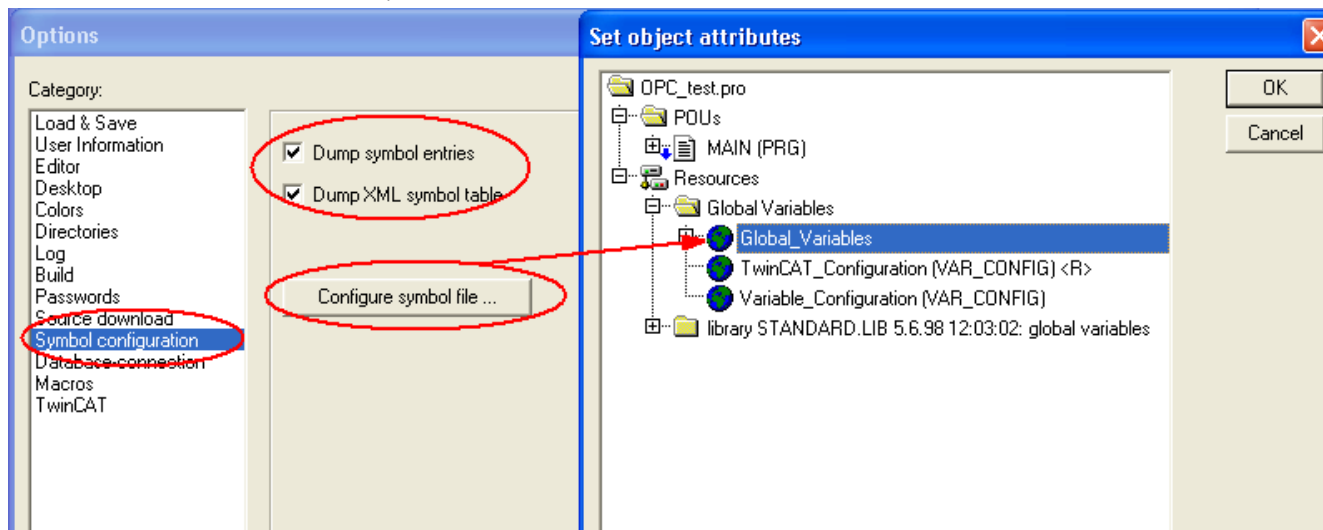 Options
Category:
Load & Save
User Information
Editor
Desktop
Colors
Directories
Log
Build
Passwords
Source download
Symbol configuration
Database-connection
Macros
TwinCAT
Dump symbol entries
Dump XML symbol table
Configure symbol file ...
Set object attributes
OPC_test.pro
POUs
MAIN (PRG)
Resources
Global Variables
Global_Variables
TwinCAT_Configuration (VAR_CONFIG) <R>
Variable_Configuration (VAR_CONFIG)
library STANDARD.LIB 5.6.98 12:03:02: global variables
OK
Cancel